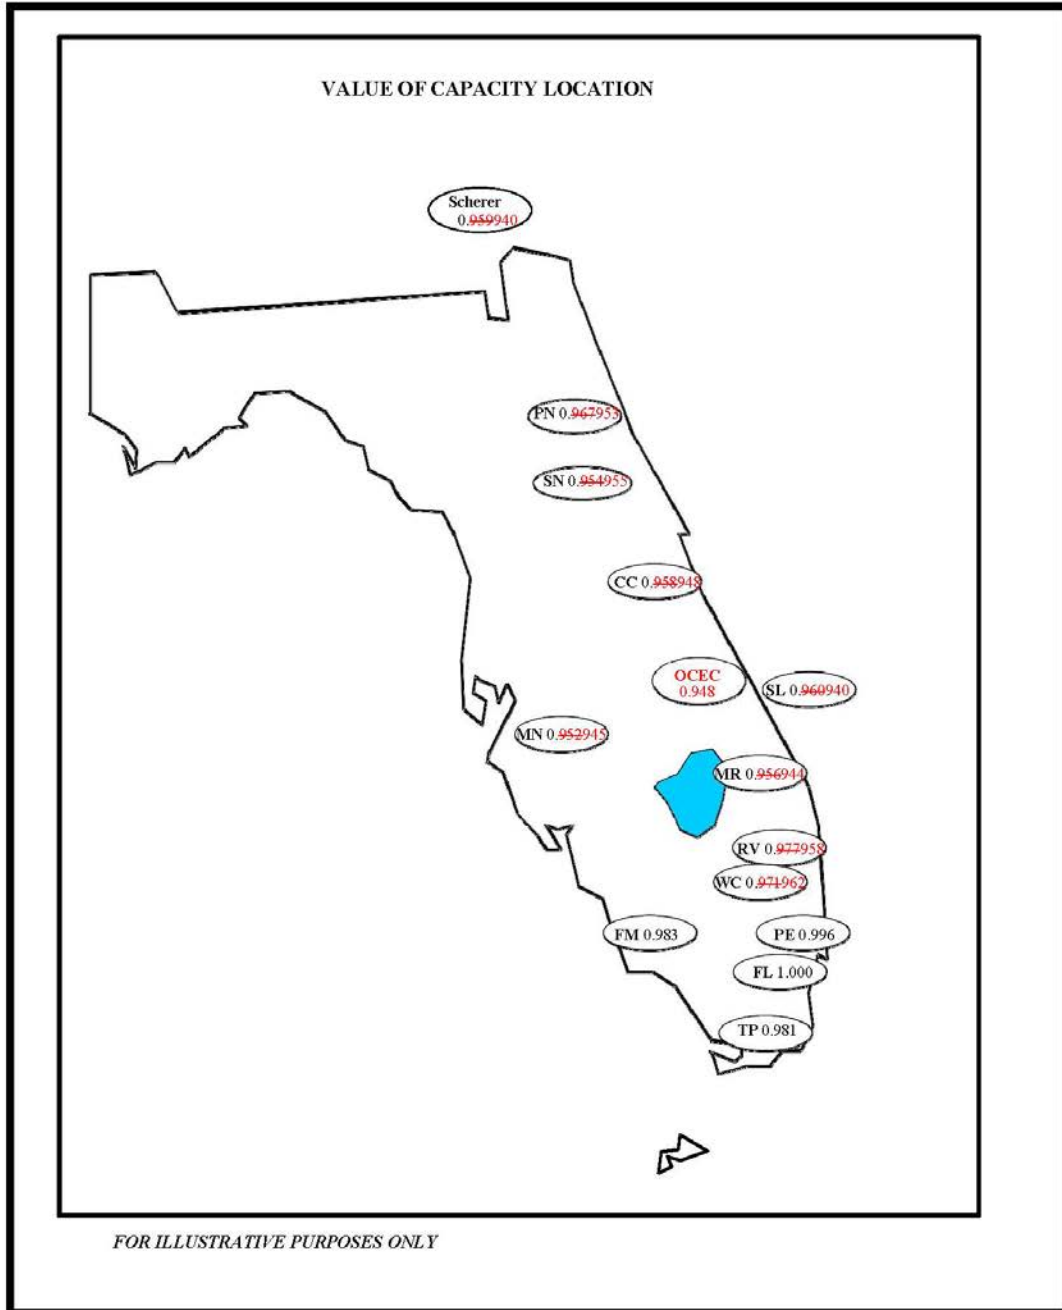 VALUE OF CAPACITY LOCATION
Scherer
0.959940
PN 0.967953
SN 0.954955
CC 0.958948
OCEC
0.948
SL 0.960940
MN 0.952945
MR 0.956944
RV 0.977958
WC 0.971962
FM 0.983
PE 0.996
FL 1.000
TP 0.981
FOR ILLUSTRATIVE PURPOSES ONLY